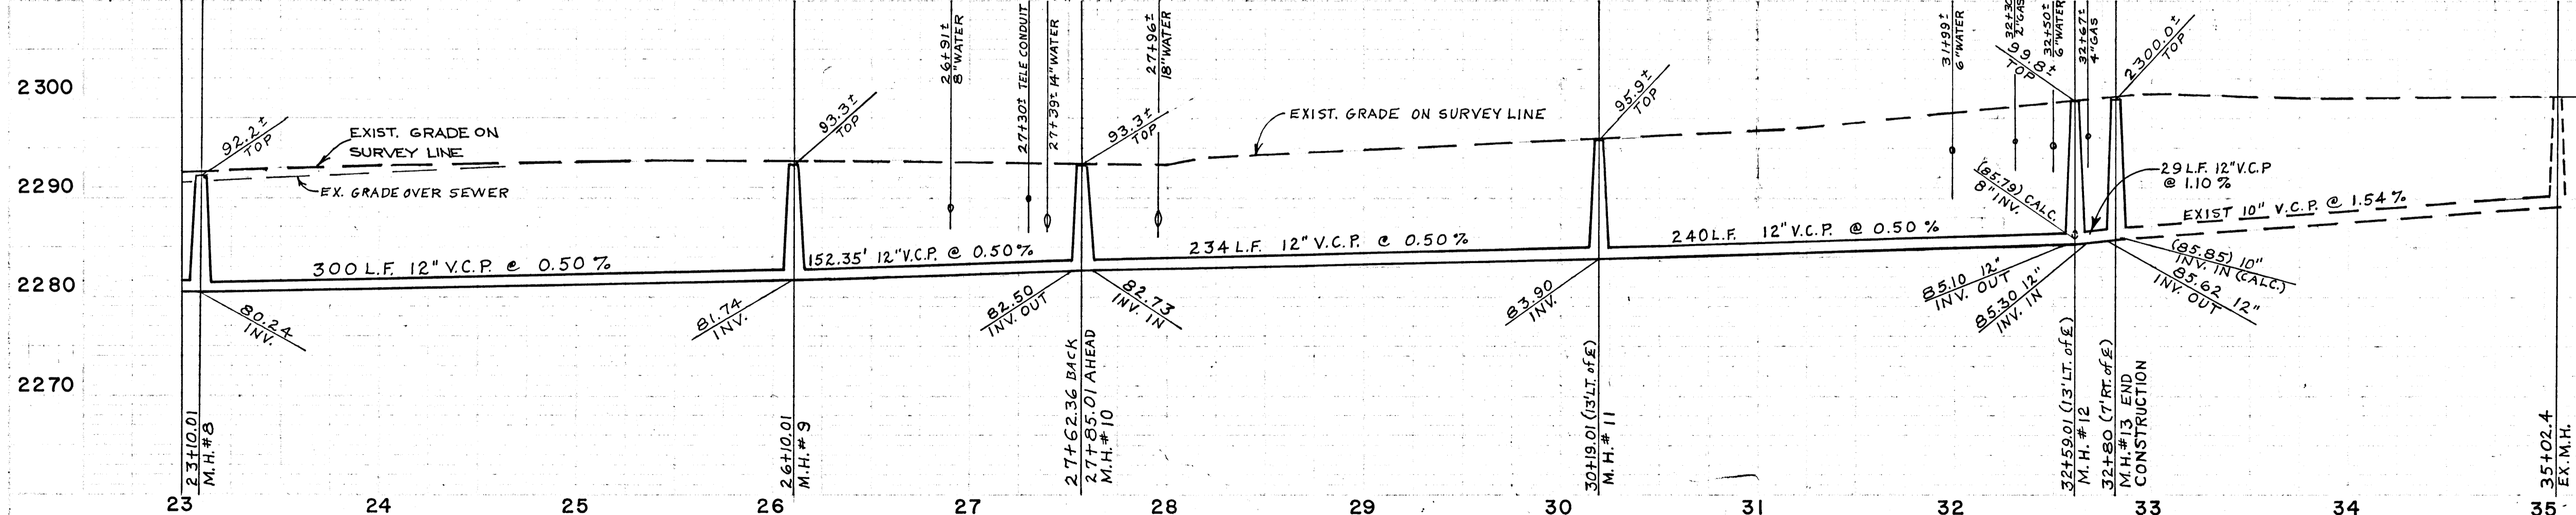 2300
2290
2280
2270
92.2±
TOP
EXIST. GRADE ON
SURVEY LINE
EX. GRADE OVER SEWER
93.3±
TOP
26+91±
8"WATER
27+30± TELE CONDUIT
27+39± 14"WATER
93.3±
TOP
27+96±
18"WATER
EXIST. GRADE ON SURVEY LINE
95.9±
TOP
31+99±
6"WATER
2"GAS
32+50±
6"WATER
32+67±
4"GAS
99.8±
TOP
2300.0±
TOP
(85.79) CALC.
8"INV.
29 L.F. 12"V.C.P
@ 1.10 %
EXIST 10" V.C.P. @ 1.54%
300 L.F. 12" V.C.P. @ 0.50%
152.35' 12"V.C.P. @ 0.50%
234 L.F. 12" V.C.P. @ 0.50%
240 L.F. 12" V.C.P. @ 0.50%
80.24
INV.
81.74
INV.
82.50
INV. OUT
82.73
INV. IN
83.90
INV.
85.10 12"
INV. OUT
85.30 12"
INV. IN
(85.85) 10"
INV. IN (CALC.)
85.62 12"
INV. OUT
23+10.01
M.H.#8
26+10.01
M.H.#9
27+62.36 BACK
27+85.01 AHEAD
M.H.#10
30+19.01 (13'LT. of ℄)
M.H.#11
32+59.01 (13'LT. of ℄)
M.H.#12
32+80 (7'RT. of ℄)
M.H.#13 END
CONSTRUCTION
35+02.4
EX.M.H.
23 24 25 26 27 28 29 30 31 32 33 34 35